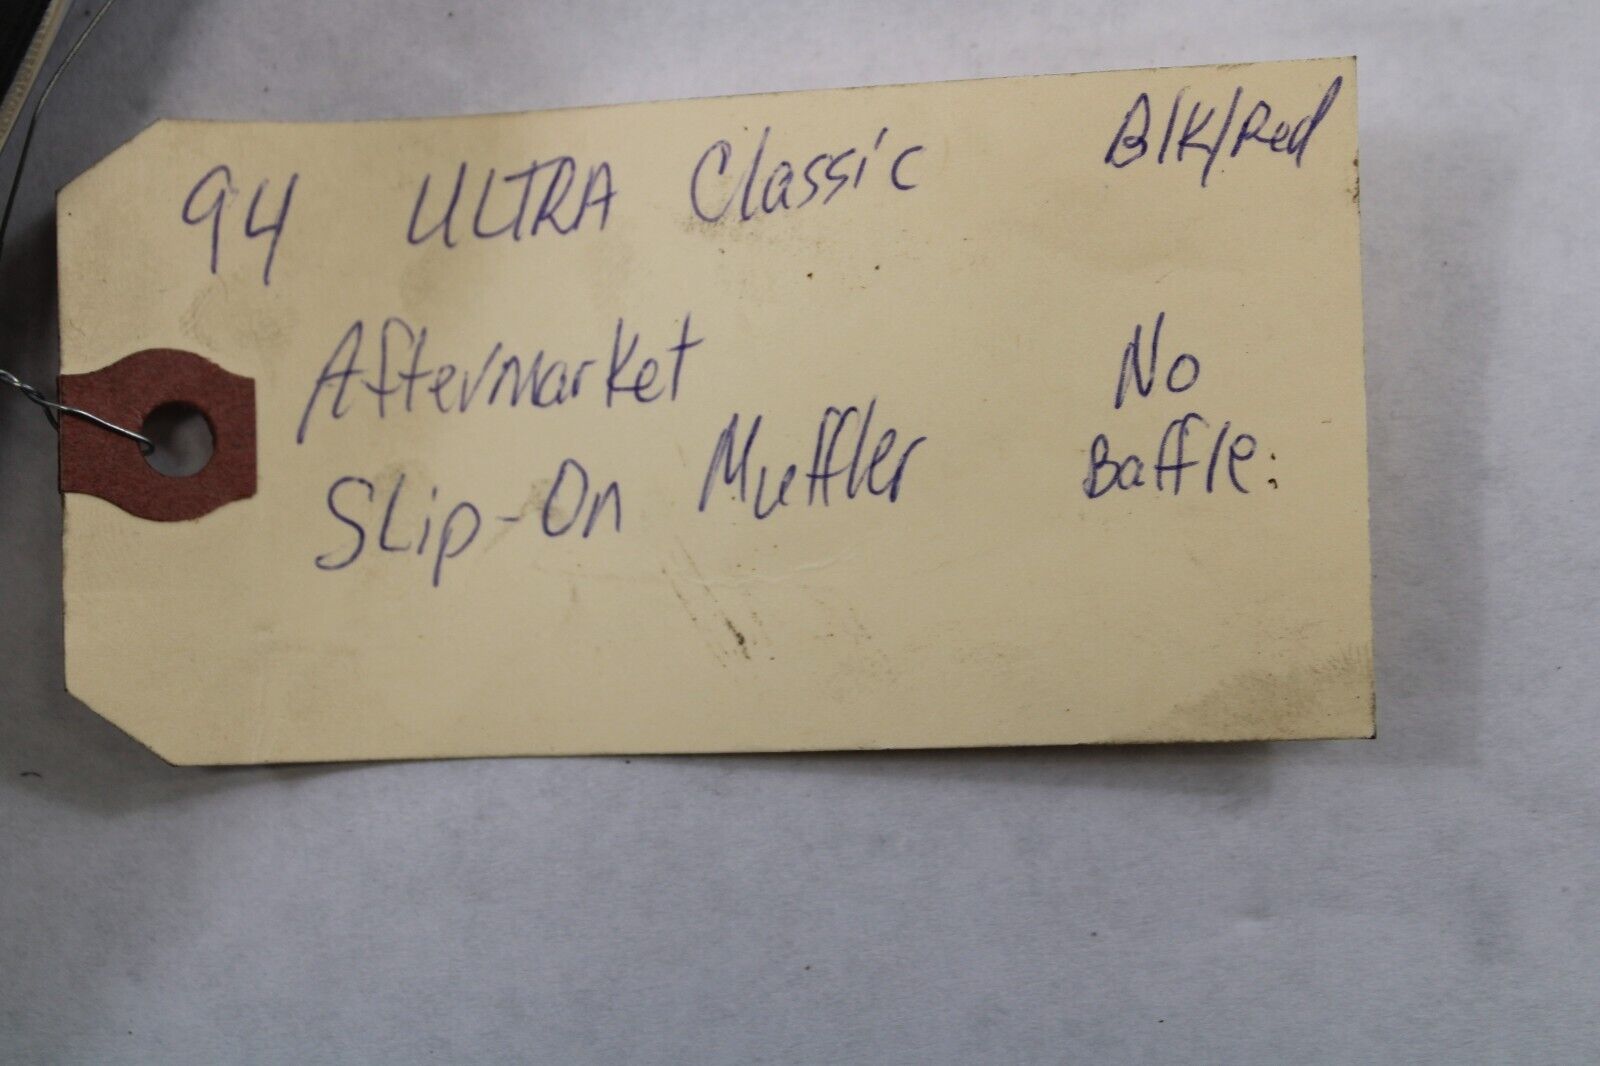 94 ULTRA Classic Blk/Red
Aftermarket No
SLip-On Muffler Baffle.